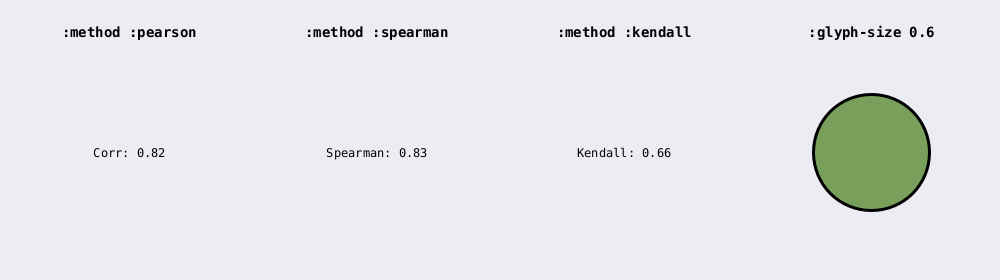 :method :pearson
:method :spearman
:method :kendall
:glyph-size 0.6
Corr: 0.82
Spearman: 0.83
Kendall: 0.66